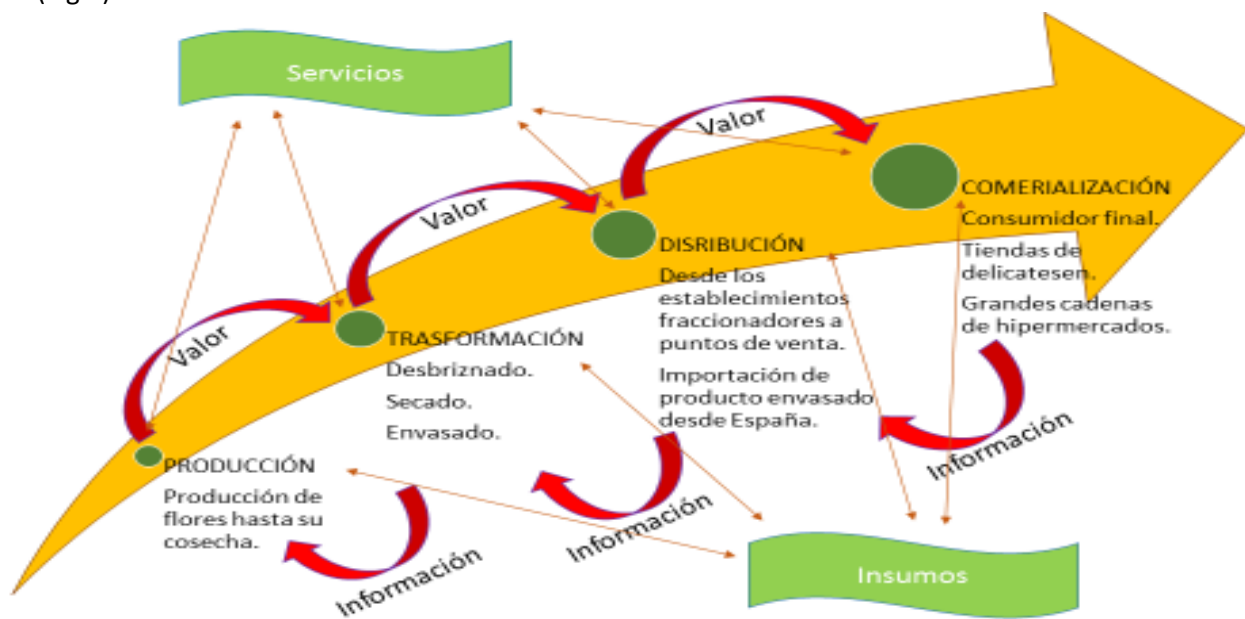 Servicios
Valor
COMERIALIZACIÓN
Consumidor final.
Tiendas de
delicatesen.
Grandes cadenas
de hipermercados.
Valor
DISRIBUCIÓN
Desde los
establecimientos
fraccionadores a
puntos de venta.
Importación de
producto envasado
desde España.
Valor
TRASFORMACIÓN
Desbriznado.
Secado.
Envasado.
PRODUCCIÓN
Producción de
flores hasta su
cosecha.
Información
Información
Información
Insumos